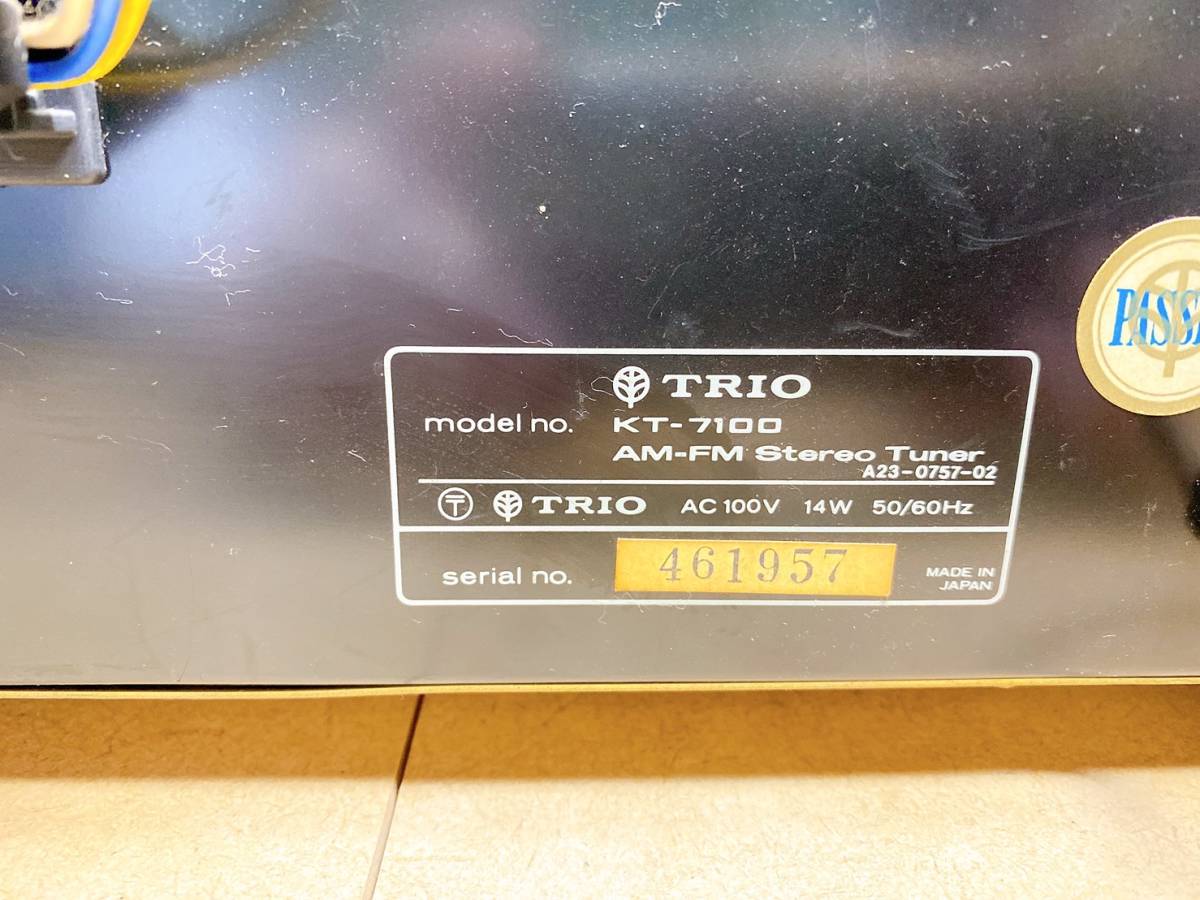 TRIO
model no. KT-7100
AM-FM Stereo Tuner
A23-0757-02
〒 TRIO AC 100V 14W 50/60Hz
serial no. 461957 MADE IN
JAPAN